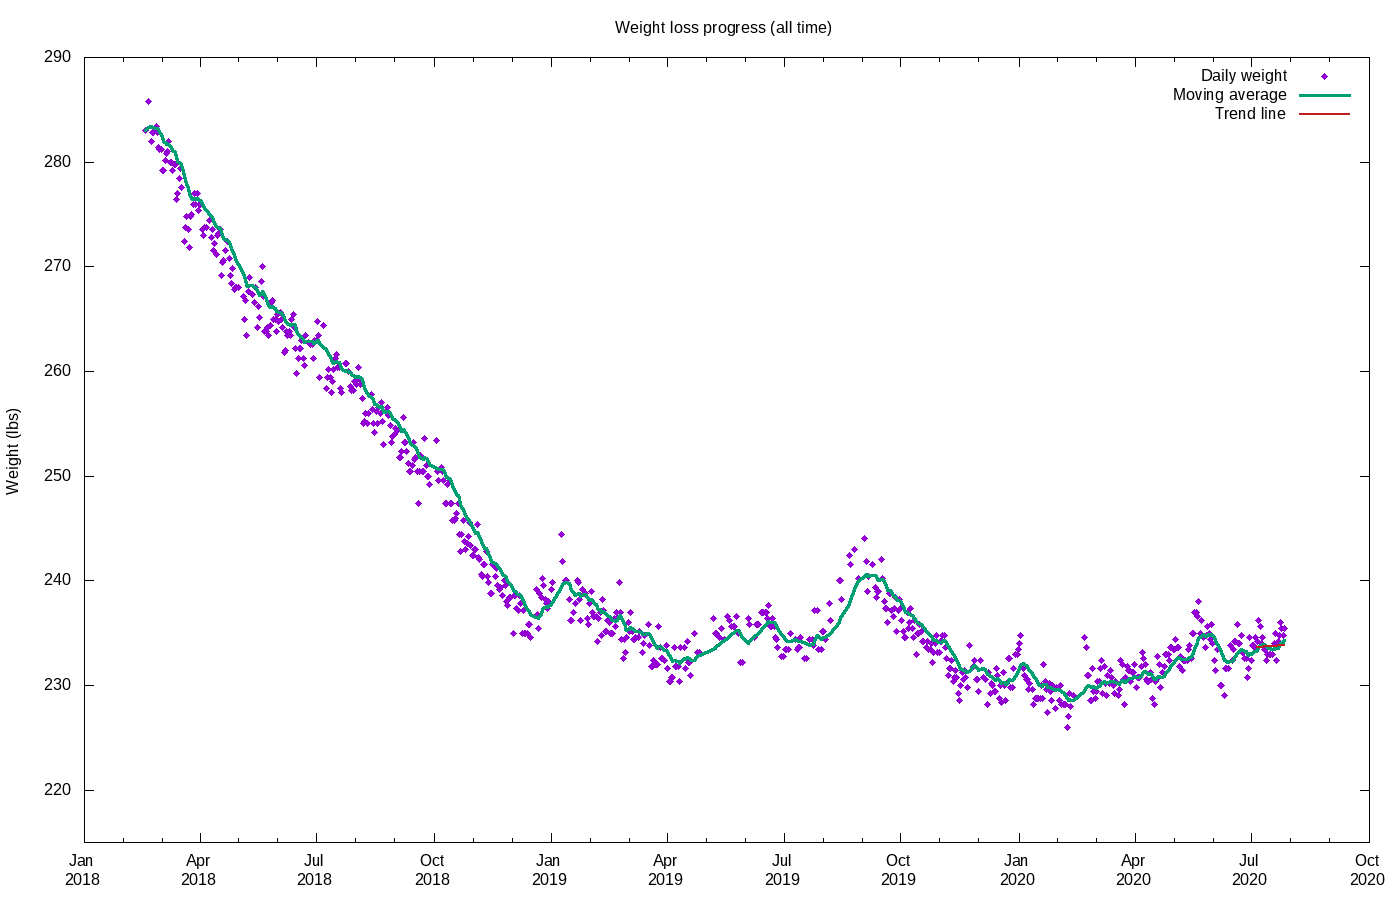 Weight loss progress (all time)
Daily weight
Moving average
Trend line
Weight (lbs)
290
280
270
260
250
240
230
220
Jan Apr Jul Oct Jan Apr Jul Oct Jan Apr Jul Oct
2018 2018 2018 2018 2019 2019 2019 2019 2020 2020 2020 2020